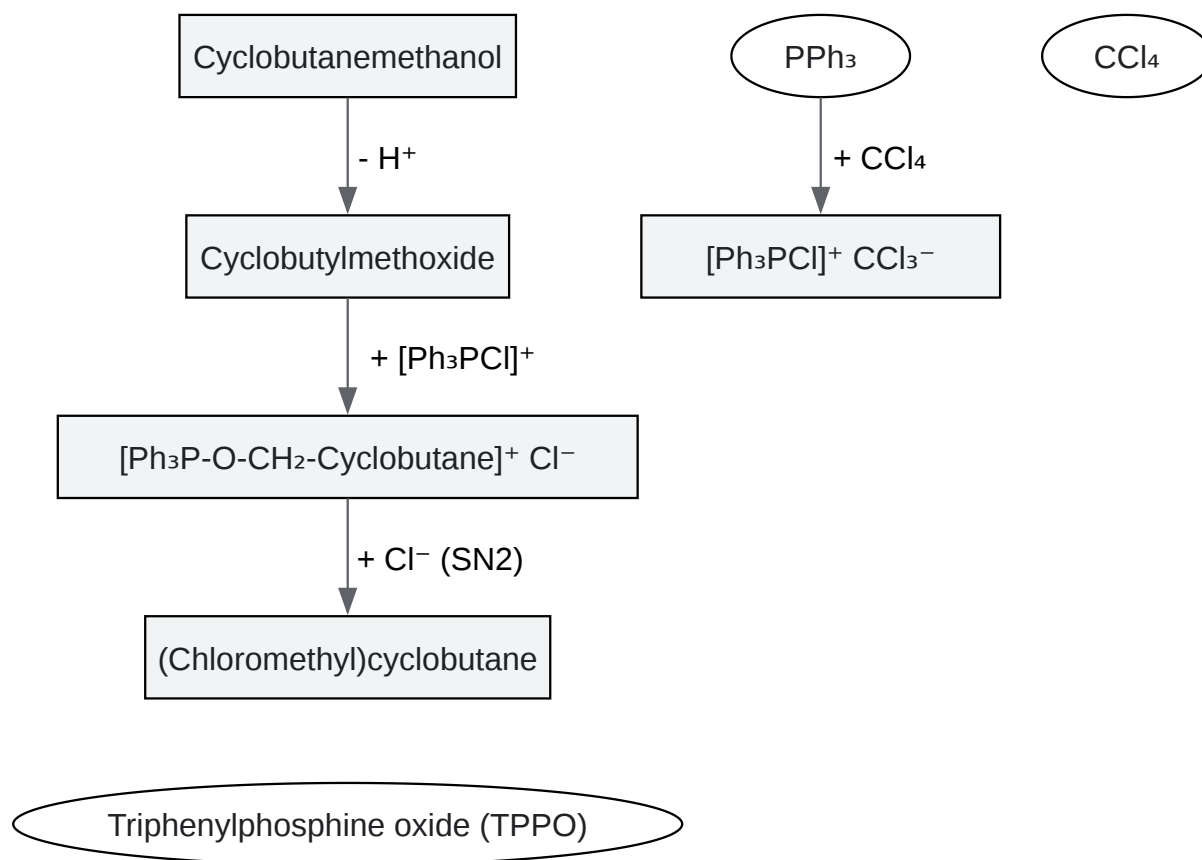 Cyclobutanemethanol
PPh₃
CCl₄
- H⁺
+ CCl₄
Cyclobutylmethoxide
[Ph₃PCl]⁺ CCl₃⁻
+ [Ph₃PCl]⁺
[Ph₃P-O-CH₂-Cyclobutane]⁺ Cl⁻
+ Cl⁻ (SN2)
(Chloromethyl)cyclobutane
Triphenylphosphine oxide (TPPO)